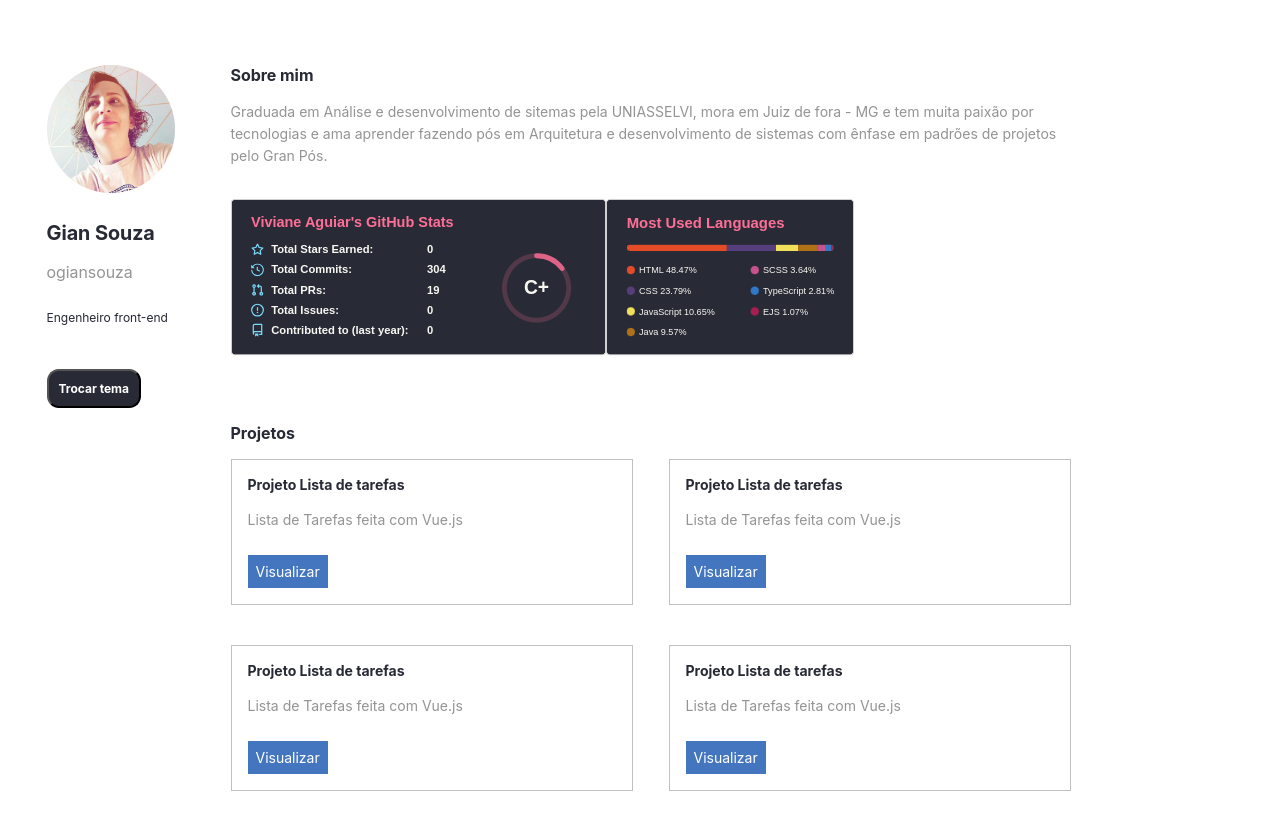 Gian Souza
ogiansouza
Engenheiro front-end
Trocar tema
Sobre mim
Graduada em Análise e desenvolvimento de sitemas pela UNIASSELVI, mora em Juiz de fora - MG e tem muita paixão por
tecnologias e ama aprender fazendo pós em Arquitetura e desenvolvimento de sistemas com ênfase em padrões de projetos
pelo Gran Pós.
Viviane Aguiar's GitHub Stats
Total Stars Earned: 0
Total Commits: 304
Total PRs: 19
Total Issues: 0
Contributed to (last year): 0
C+
Most Used Languages
HTML 48.47%
CSS 23.79%
JavaScript 10.65%
Java 9.57%
SCSS 3.64%
TypeScript 2.81%
EJS 1.07%
Projetos
Projeto Lista de tarefas
Lista de Tarefas feita com Vue.js
Visualizar
Projeto Lista de tarefas
Lista de Tarefas feita com Vue.js
Visualizar
Projeto Lista de tarefas
Lista de Tarefas feita com Vue.js
Visualizar
Projeto Lista de tarefas
Lista de Tarefas feita com Vue.js
Visualizar